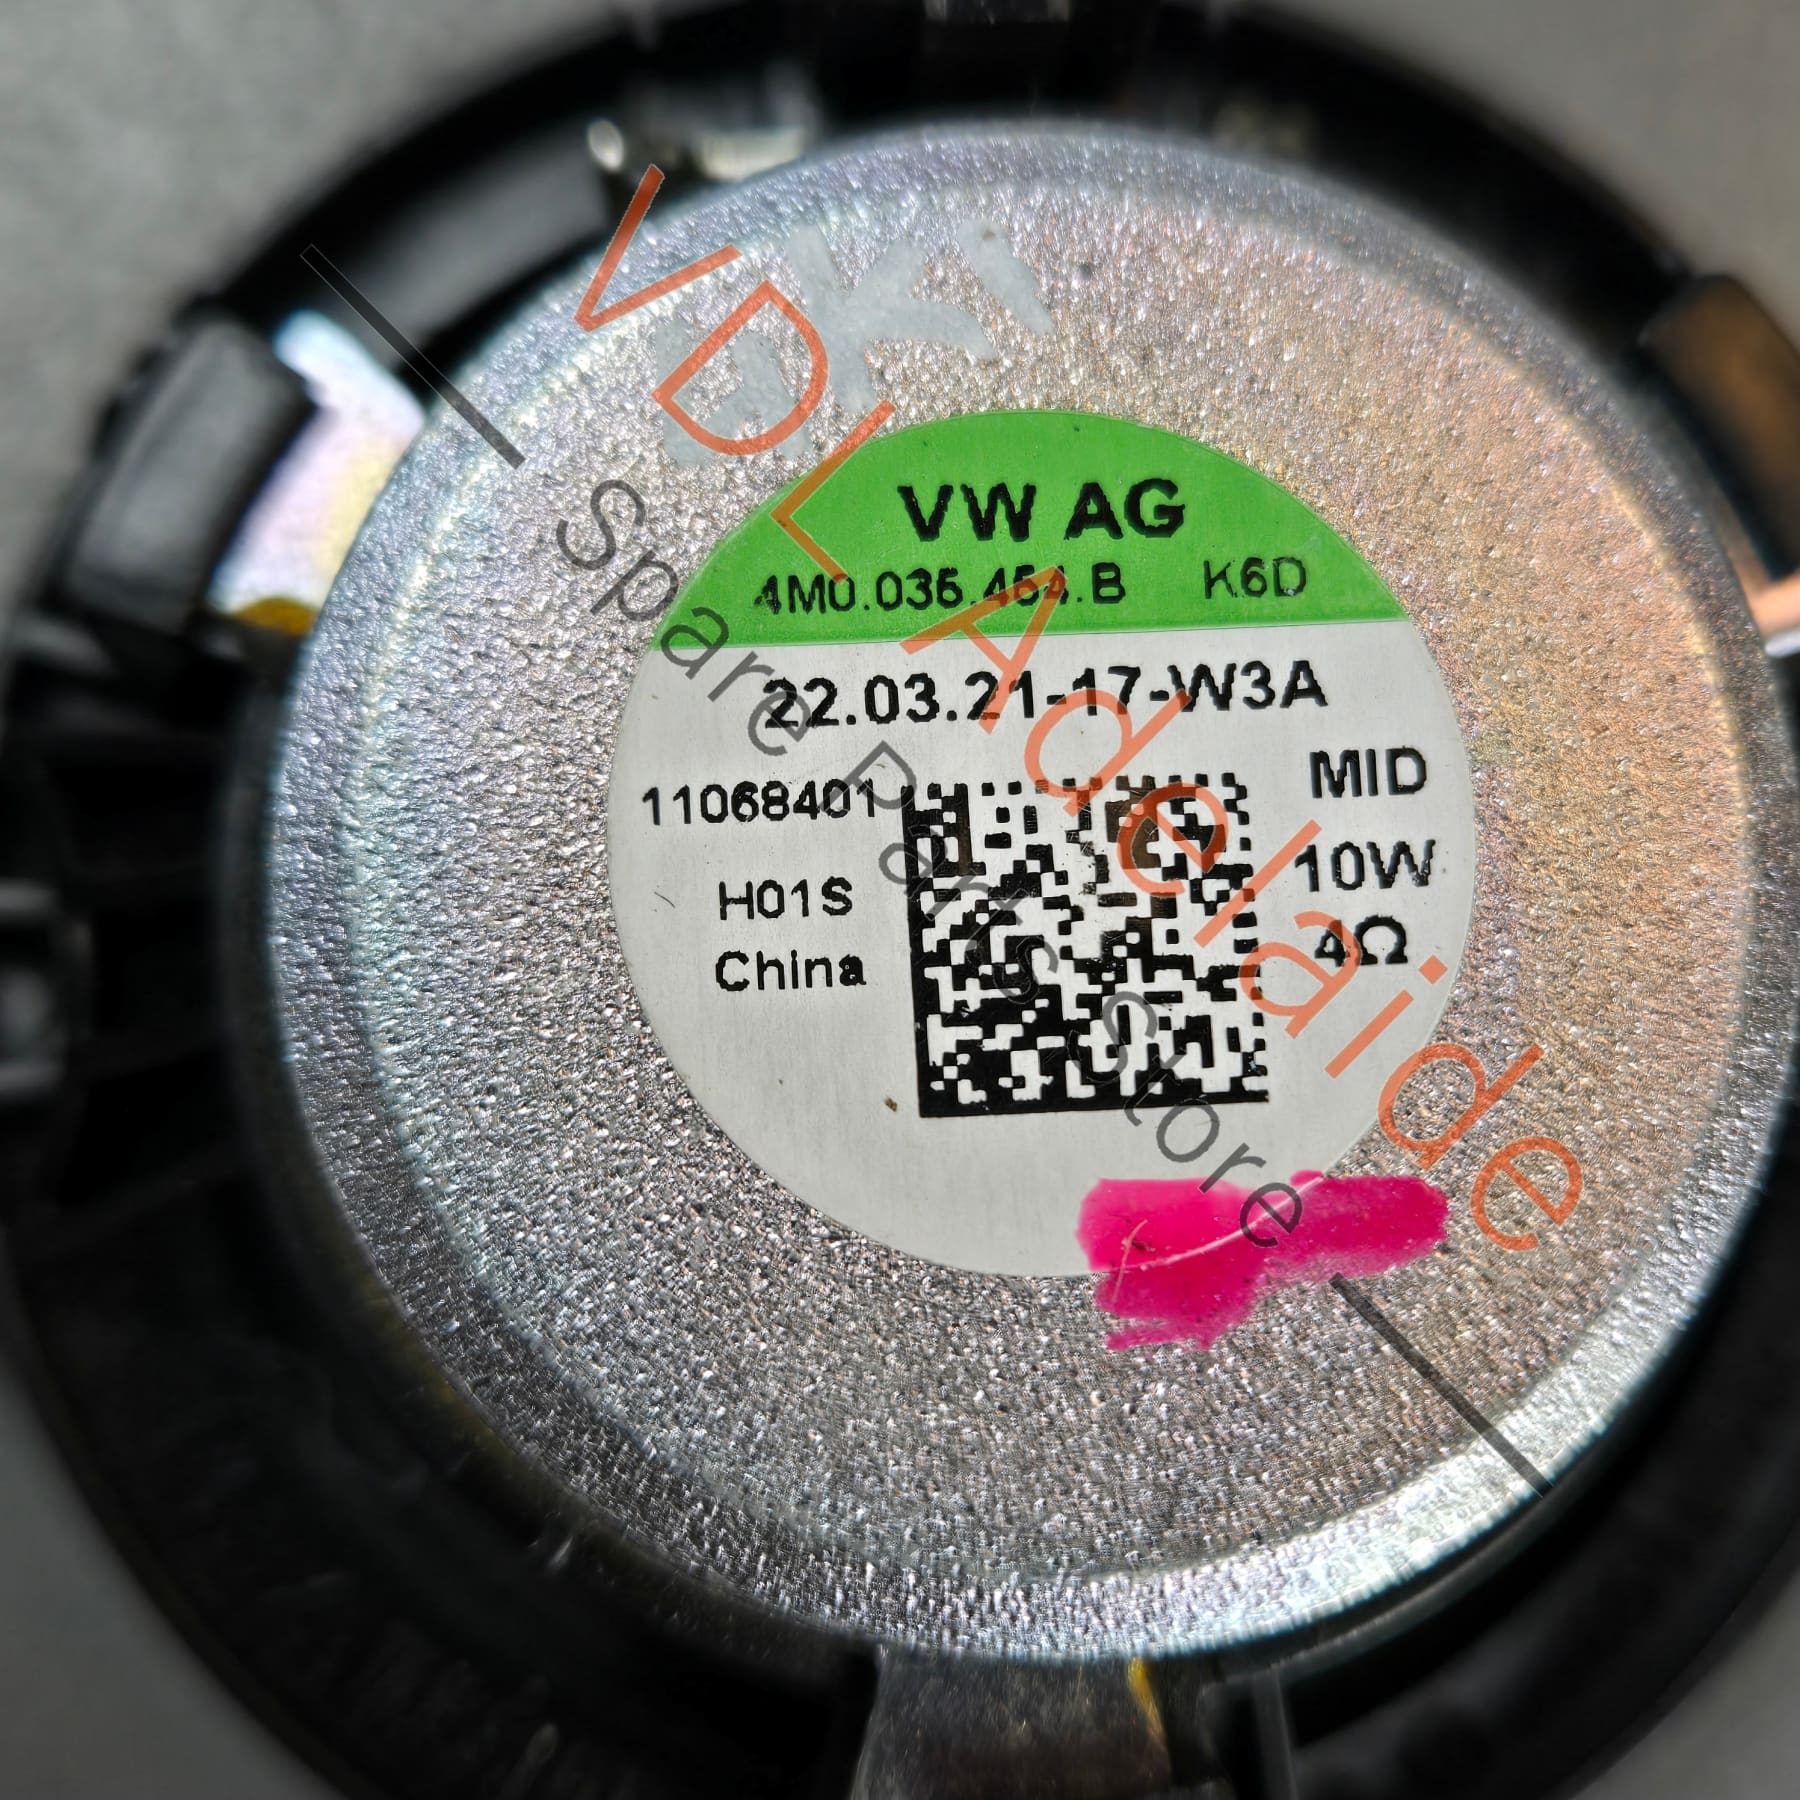 VW AG
4M0.035.454.B K6D
22.03.21-17-W3A
11068401
H01S
China
MID
10W
4Ω
VDL Adelaide
Spare Parts Store